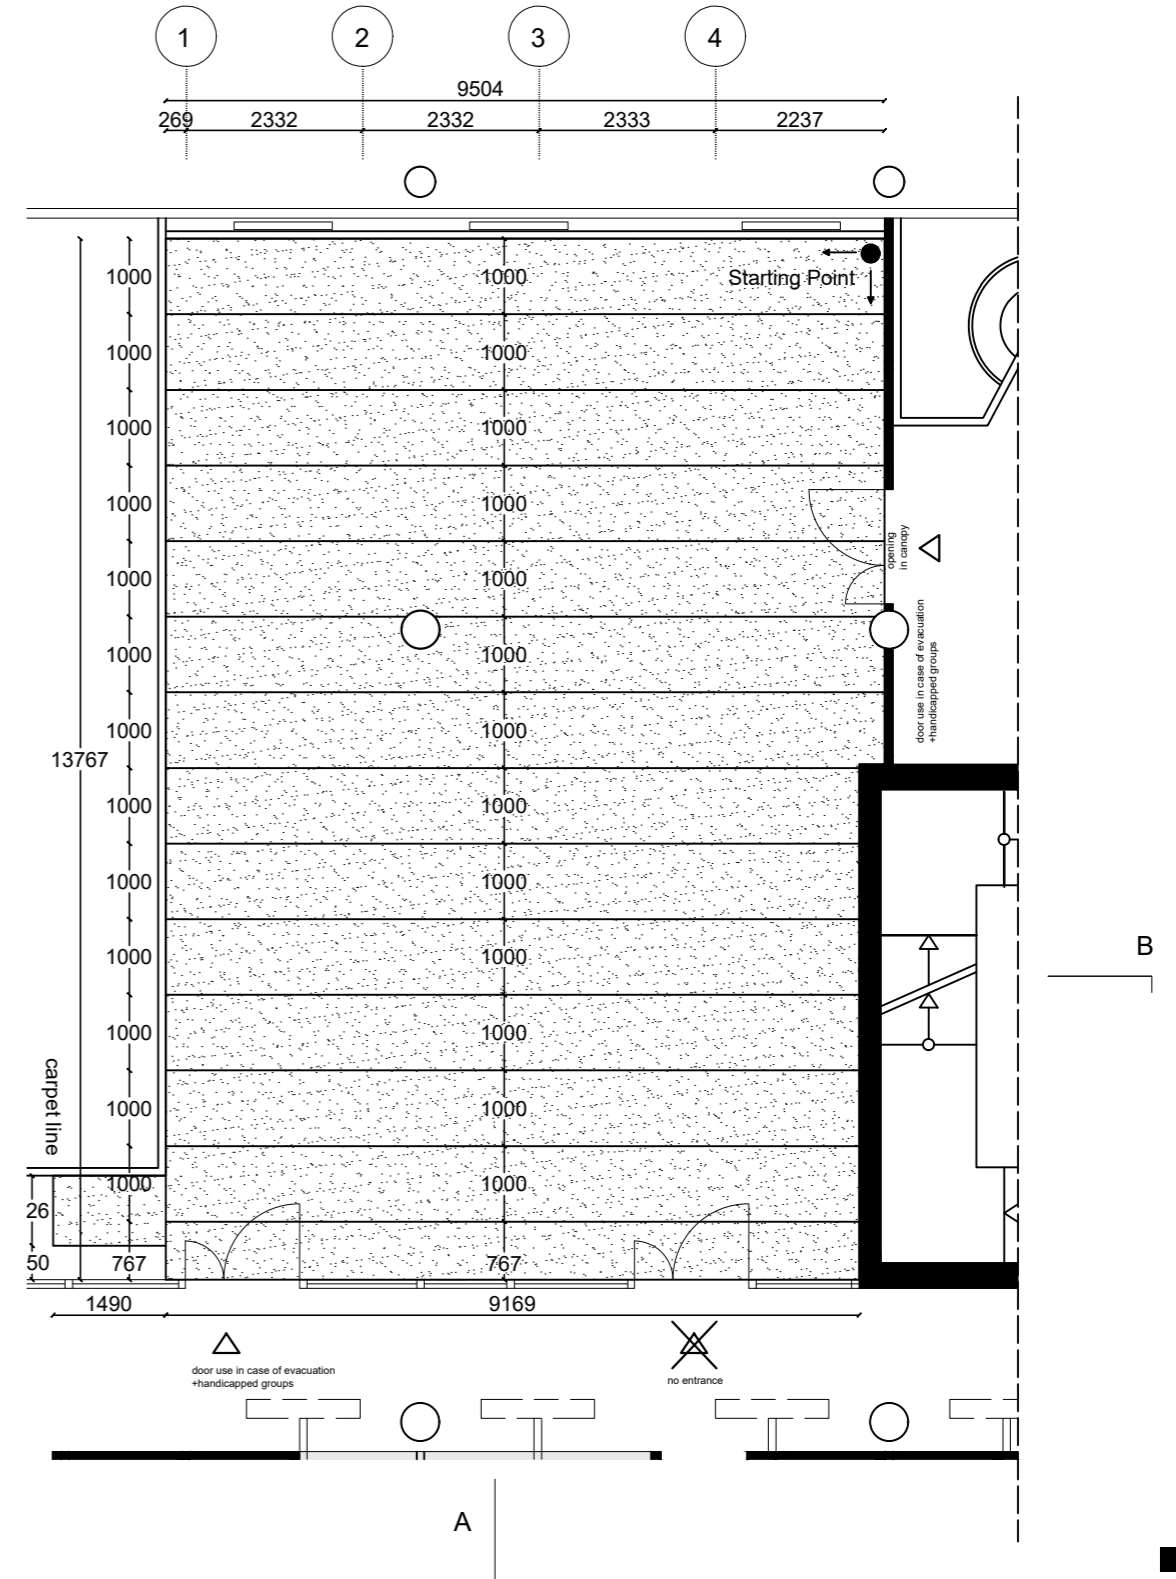 1 2 3 4
9504
269 2332 2332 2333 2237
1000 1000
Starting Point
1000 1000
1000 1000
1000 1000
opening
in canopy
1000 1000
door use in case of evacuation
+handicapped groups
1000 1000
1000 1000
13767
1000 1000
1000 1000
1000 1000
B
1000 1000
carpet line
1000 1000
1000 1000
26
50 767 767
1490 9169
door use in case of evacuation
+handicapped groups
no entrance
A